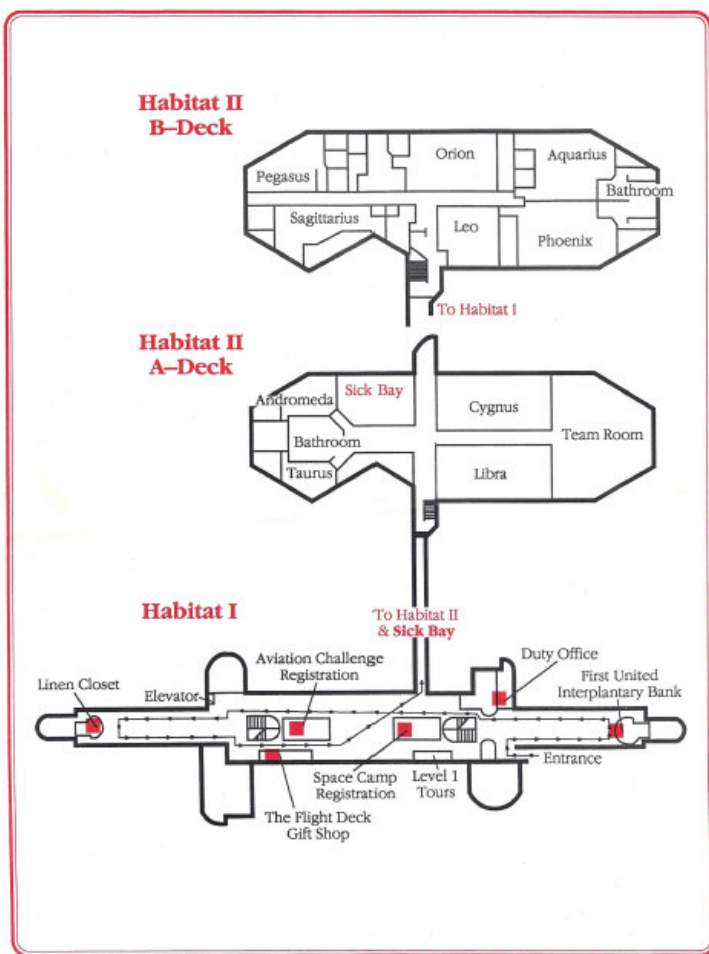 Habitat II
B–Deck
Orion
Aquarius
Pegasus
Bathroom
Sagittarius
Leo
Phoenix
To Habitat I
Habitat II
A–Deck
Sick Bay
Andromeda
Cygnus
Bathroom
Team Room
Taurus
Libra
Habitat I
To Habitat II
& Sick Bay
Aviation Challenge
Registration
Duty Office
First United
Interplantary Bank
Linen Closet
Elevator
Entrance
Space Camp
Registration
Level 1
Tours
The Flight Deck
Gift Shop